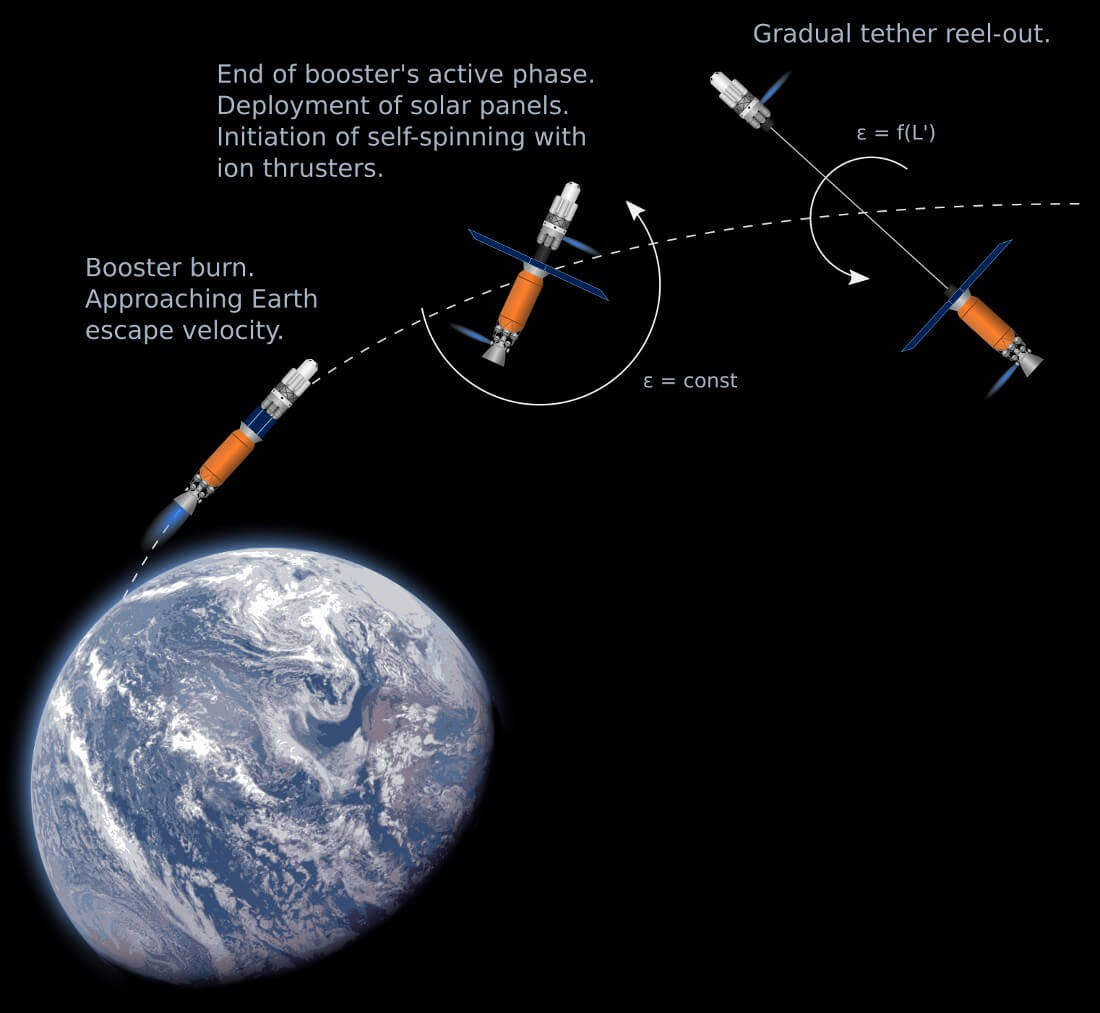 Gradual tether reel-out.
End of booster's active phase.
Deployment of solar panels.
Initiation of self-spinning with
ion thrusters.
ε = f(L')
Booster burn.
Approaching Earth
escape velocity.
ε = const